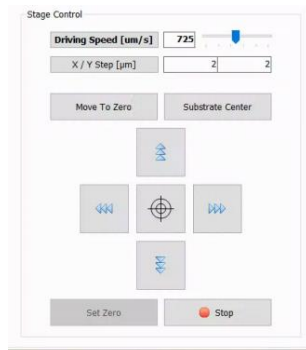 Stage Control
Driving Speed [um/s] 725
X / Y Step [µm] 2 2
Move To Zero Substrate Center
Set Zero Stop